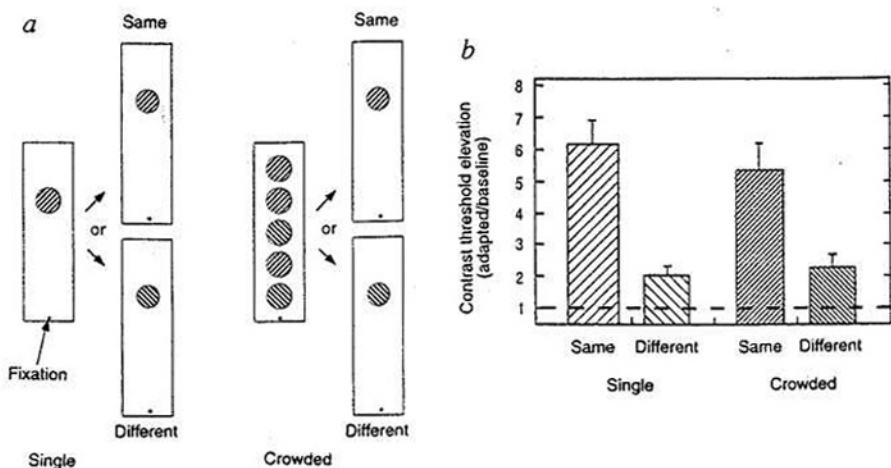 a
Same
Same
or
or
Fixation
Different
Different
Single
Crowded
b
Contrast threshold elevation
(adapted/baseline)
8
7
6
5
4
3
2
1
Same Different Same Different
Single Crowded